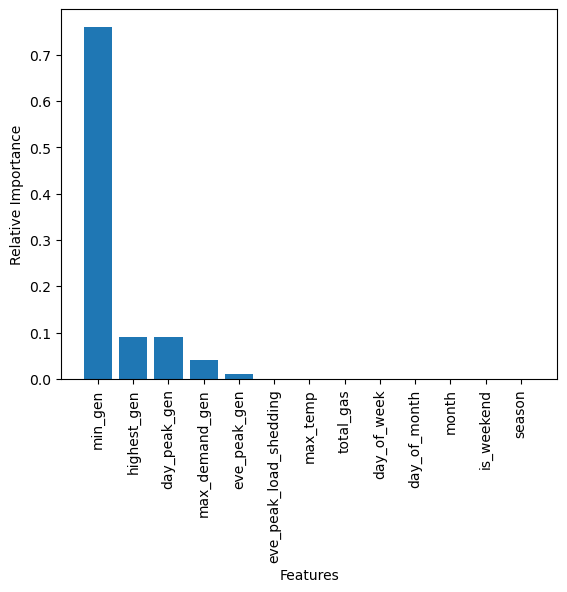 Relative Importance
0.7
0.6
0.5
0.4
0.3
0.2
0.1
0.0
min_gen
highest_gen
day_peak_gen
max_demand_gen
eve_peak_gen
eve_peak_load_shedding
max_temp
total_gas
day_of_week
day_of_month
month
is_weekend
season
Features